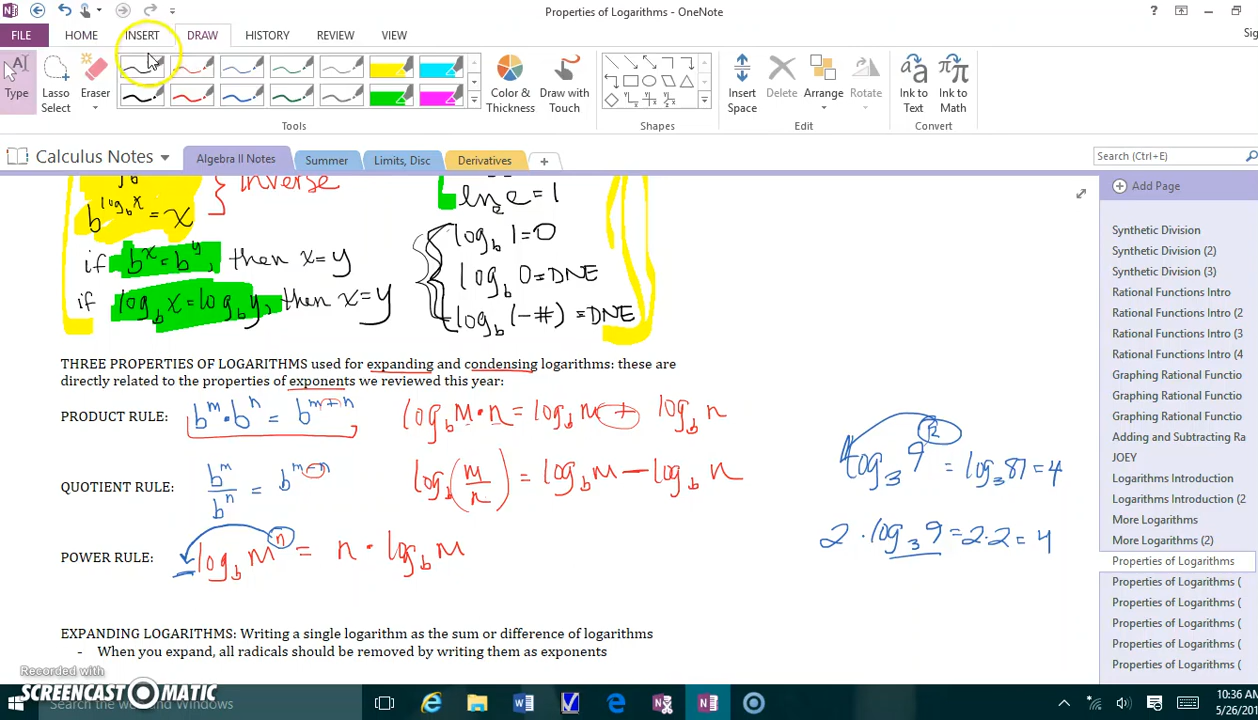 Properties of Logarithms - OneNote
FILE HOME INSERT DRAW HISTORY REVIEW VIEW Sig
Type Lasso Select Eraser Color & Thickness Draw with Touch Insert Space Delete Arrange Rotate Ink to Text Ink to Math
Tools Shapes Edit Convert
Calculus Notes Algebra II Notes Summer Limits, Disc Derivatives + Search (Ctrl+E)
Add Page
} Inverse
ln e = 1
b^(log_b x) = x
log_b 1 = 0
if b^x = b^y, then x = y
log_b 0 = DNE
if log_b x = log_b y, then x = y
log_b (-#) = DNE
THREE PROPERTIES OF LOGARITHMS used for expanding and condensing logarithms: these are
directly related to the properties of exponents we reviewed this year:
PRODUCT RULE: b^m · b^n = b^(m+n) log_b m·n = log_b m + log_b n
QUOTIENT RULE: b^m / b^n = b^(m-n) log_b (m/n) = log_b m - log_b n
log_3 9^2 = log_3 81 = 4
2 · log_3 9 = 2·2 = 4
POWER RULE: log_b m^n = n · log_b m
EXPANDING LOGARITHMS: Writing a single logarithm as the sum or difference of logarithms
- When you expand, all radicals should be removed by writing them as exponents
Synthetic Division
Synthetic Division (2)
Synthetic Division (3)
Rational Functions Intro
Rational Functions Intro (2
Rational Functions Intro (3
Rational Functions Intro (4
Graphing Rational Functio
Graphing Rational Functio
Graphing Rational Functio
Adding and Subtracting Ra
JOEY
Logarithms Introduction
Logarithms Introduction (2
More Logarithms
More Logarithms (2)
Properties of Logarithms
Properties of Logarithms (
Properties of Logarithms (
Properties of Logarithms (
Properties of Logarithms (
Properties of Logarithms (
Recorded with
SCREENCAST-O-MATIC
Search the web and Windows
10:36 AM
5/26/201